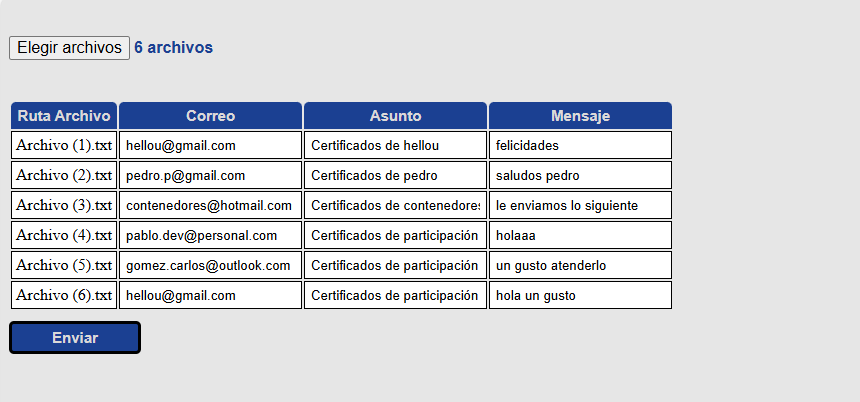 Elegir archivos 6 archivos
Ruta Archivo Correo Asunto Mensaje
Archivo (1).txt hellou@gmail.com Certificados de hellou felicidades
Archivo (2).txt pedro.p@gmail.com Certificados de pedro saludos pedro
Archivo (3).txt contenedores@hotmail.com Certificados de contenedores le enviamos lo siguiente
Archivo (4).txt pablo.dev@personal.com Certificados de participación holaaa
Archivo (5).txt gomez.carlos@outlook.com Certificados de participación un gusto atenderlo
Archivo (6).txt hellou@gmail.com Certificados de participación hola un gusto
Enviar